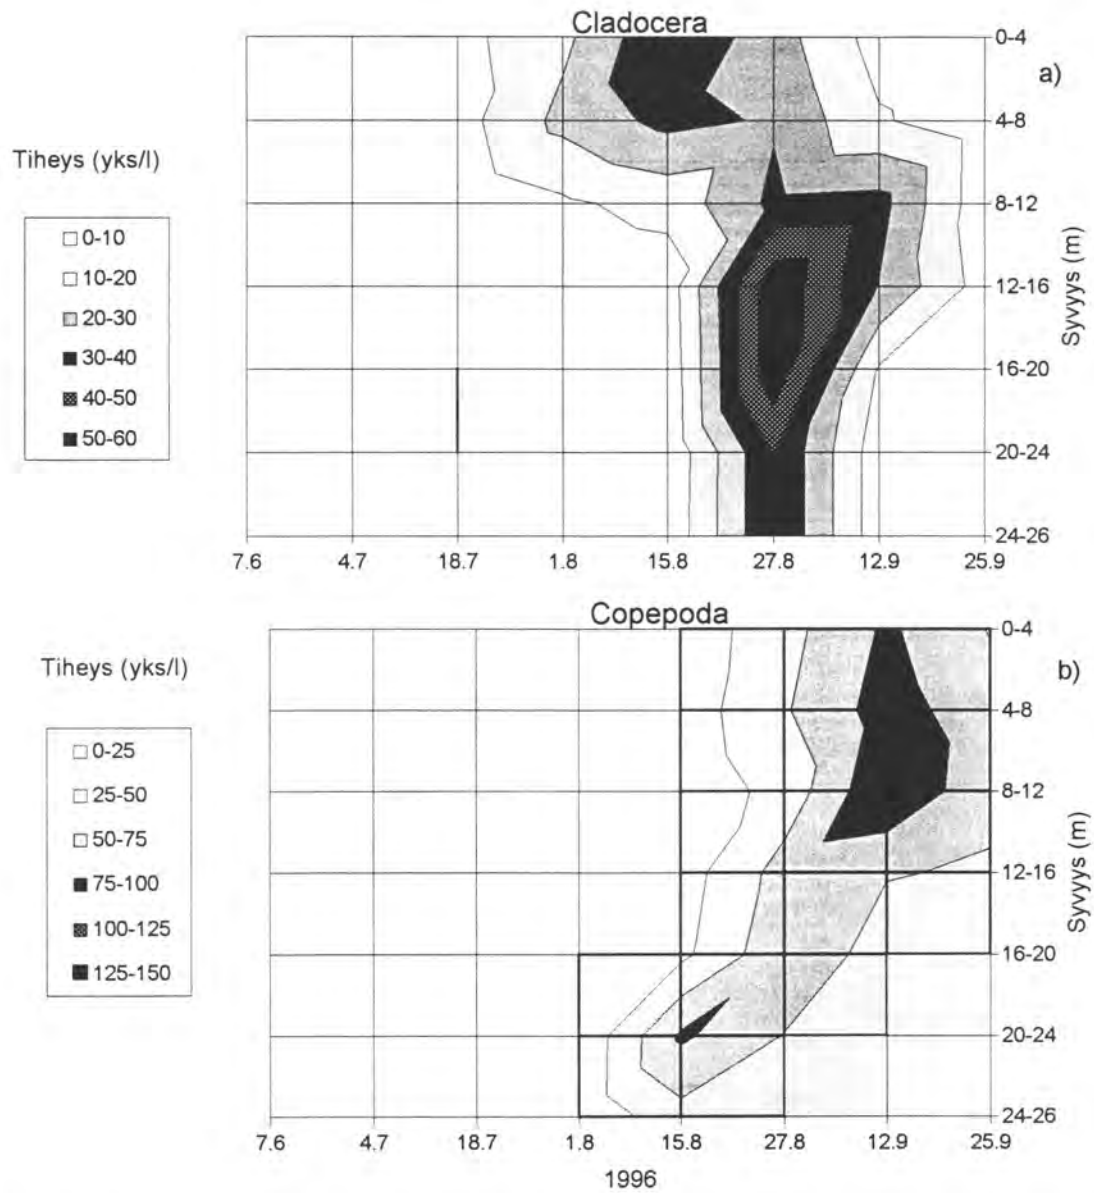 Cladocera
0-4
a)
4-8
Tiheys (yks/l)
8-12
0-10
10-20
20-30
30-40
40-50
50-60
12-16
Syvyys (m)
16-20
20-24
24-26
7.6 4.7 18.7 1.8 15.8 27.8 12.9 25.9
Copepoda
0-4
Tiheys (yks/l)
b)
4-8
0-25
25-50
50-75
75-100
100-125
125-150
8-12
12-16
Syvyys (m)
16-20
20-24
24-26
7.6 4.7 18.7 1.8 15.8 27.8 12.9 25.9
1996